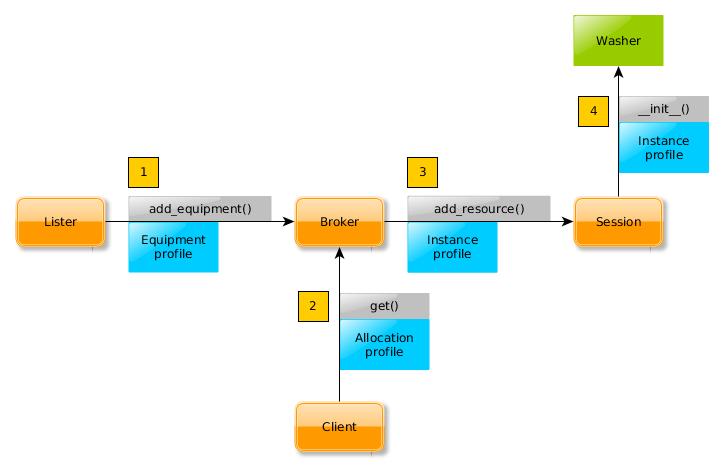 Washer
4
__init__()
Instance
profile
1
3
add_equipment()
add_resource()
Lister
Broker
Session
Equipment
profile
Instance
profile
2
get()
Allocation
profile
Client